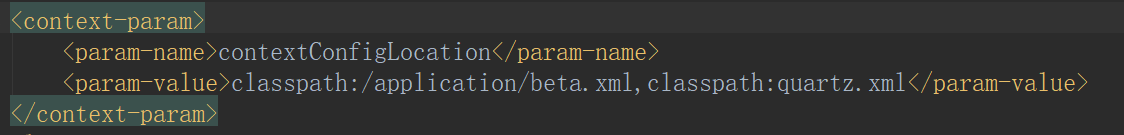 <context-param>
<param-name>contextConfigLocation</param-name>
<param-value>classpath:/application/beta.xml,classpath:quartz.xml</param-value>
</context-param>